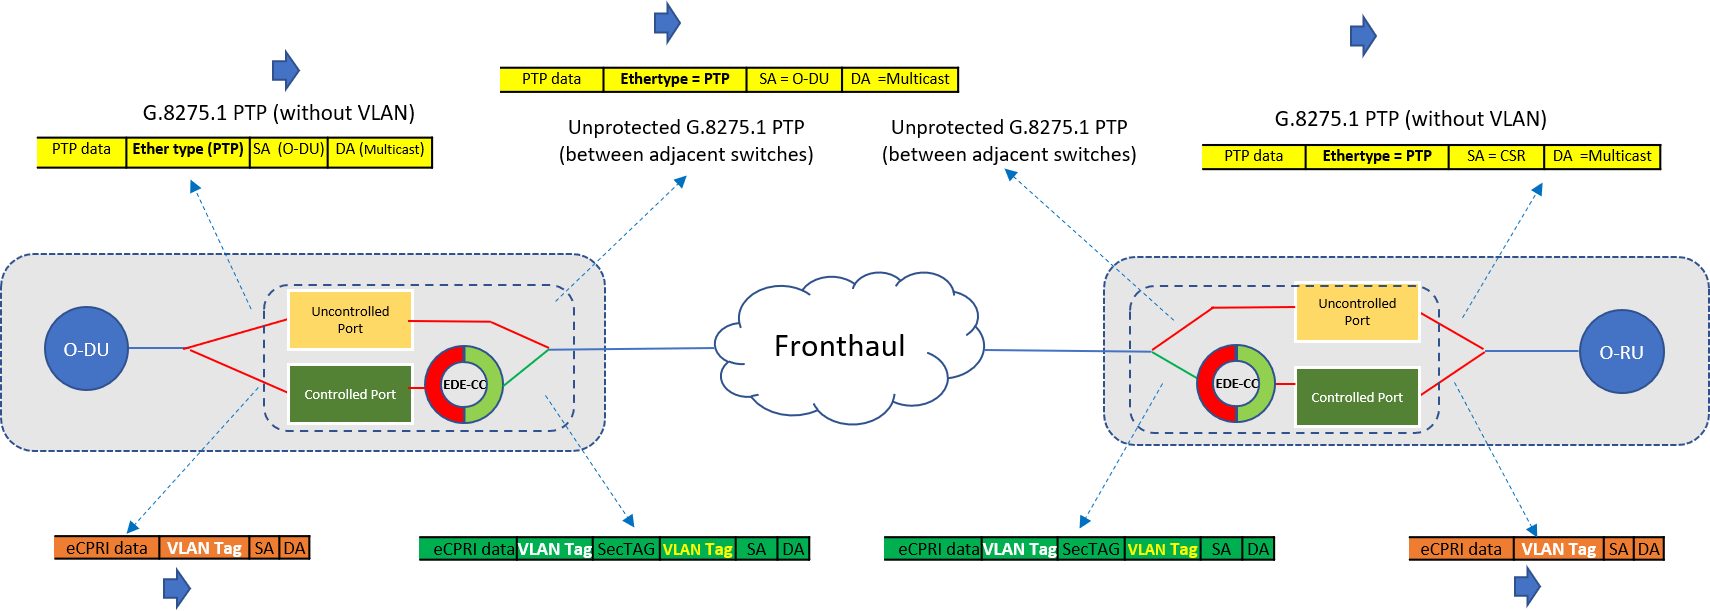 PTP data Ethertype = PTP SA = O-DU DA =Multicast
G.8275.1 PTP (without VLAN)
PTP data Ether type (PTP) SA (O-DU) DA (Multicast)
Unprotected G.8275.1 PTP
(between adjacent switches)
Unprotected G.8275.1 PTP
(between adjacent switches)
G.8275.1 PTP (without VLAN)
PTP data Ethertype = PTP SA = CSR DA =Multicast
O-DU
Uncontrolled
Port
Controlled Port
EDE-CC
Fronthaul
EDE-CC
Uncontrolled
Port
Controlled Port
O-RU
eCPRI data VLAN Tag SA DA
eCPRI data VLAN Tag SecTAG VLAN Tag SA DA
eCPRI data VLAN Tag SecTAG VLAN Tag SA DA
eCPRI data VLAN Tag SA DA